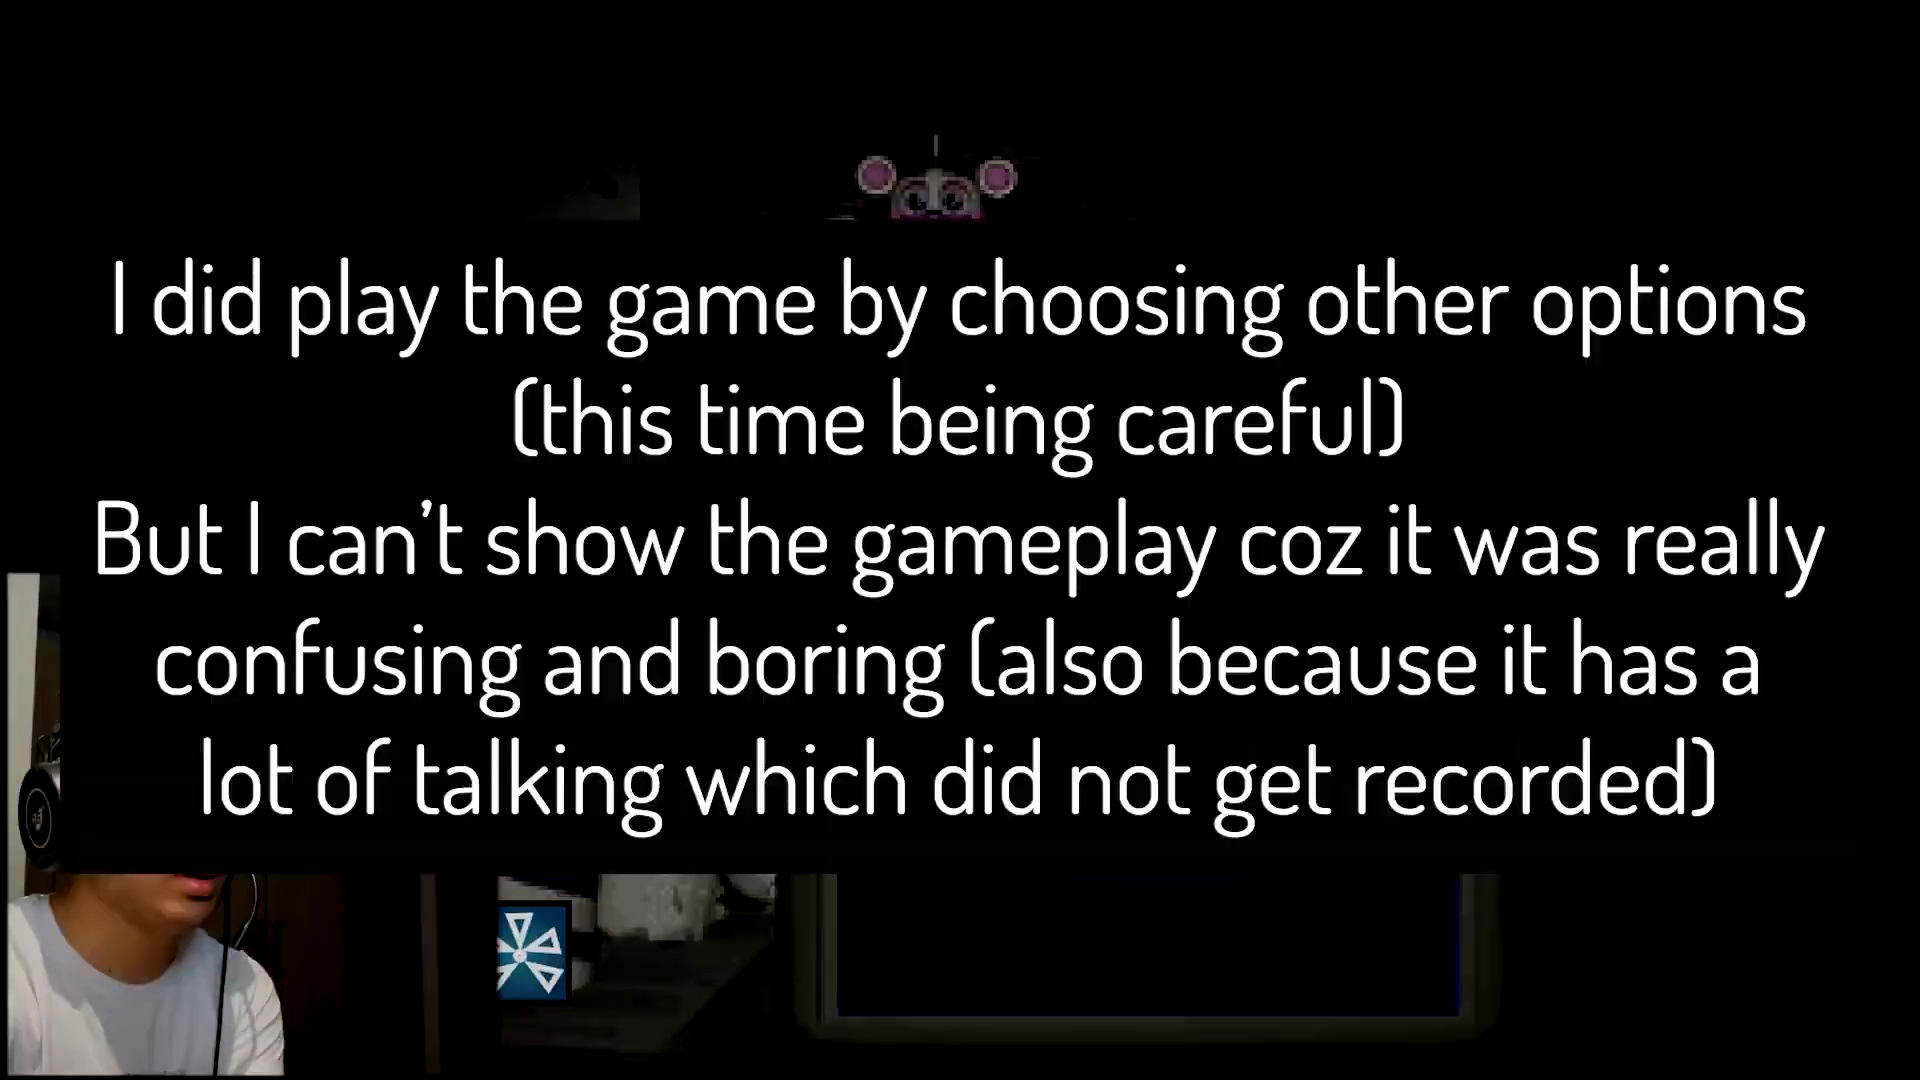 I did play the game by choosing other options
(this time being careful)
But I can’t show the gameplay coz it was really
confusing and boring (also because it has a
lot of talking which did not get recorded)